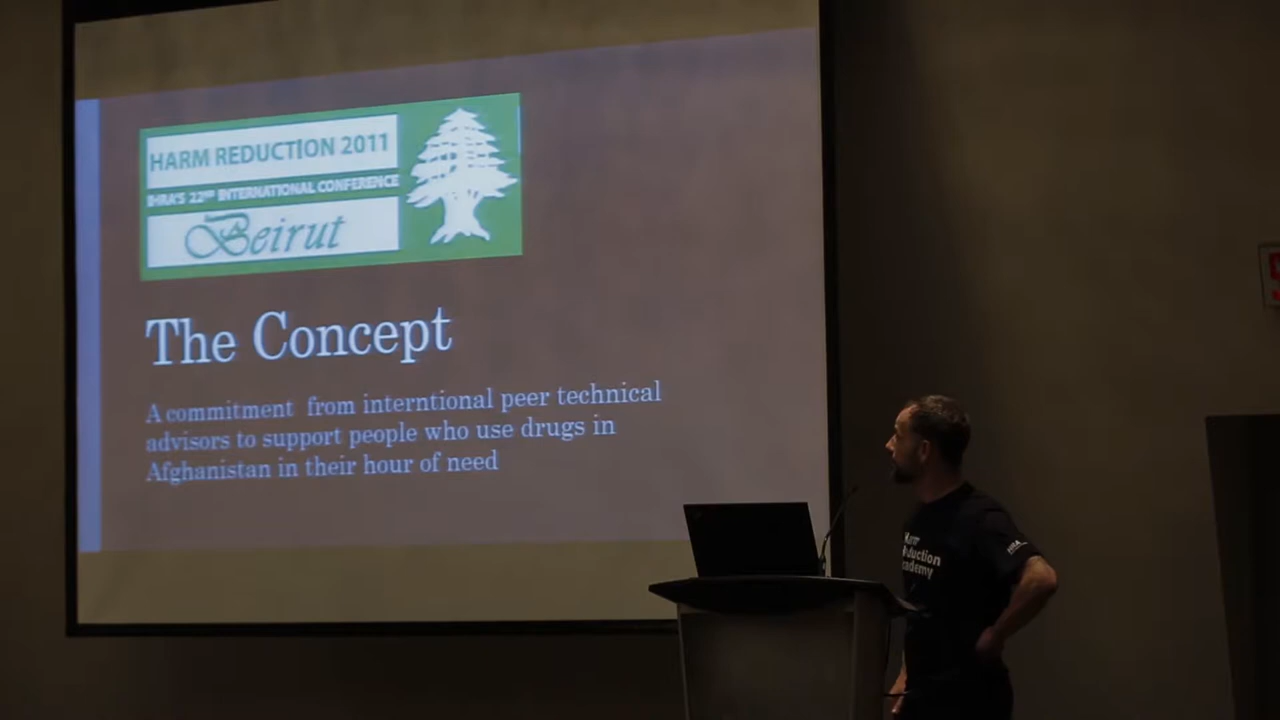 HARM REDUCTION 2011
IHRA'S 22ND INTERNATIONAL CONFERENCE
Beirut
The Concept
A commitment from interntional peer technical
advisors to support people who use drugs in
Afghanistan in their hour of need
Harm
Reduction
Academy